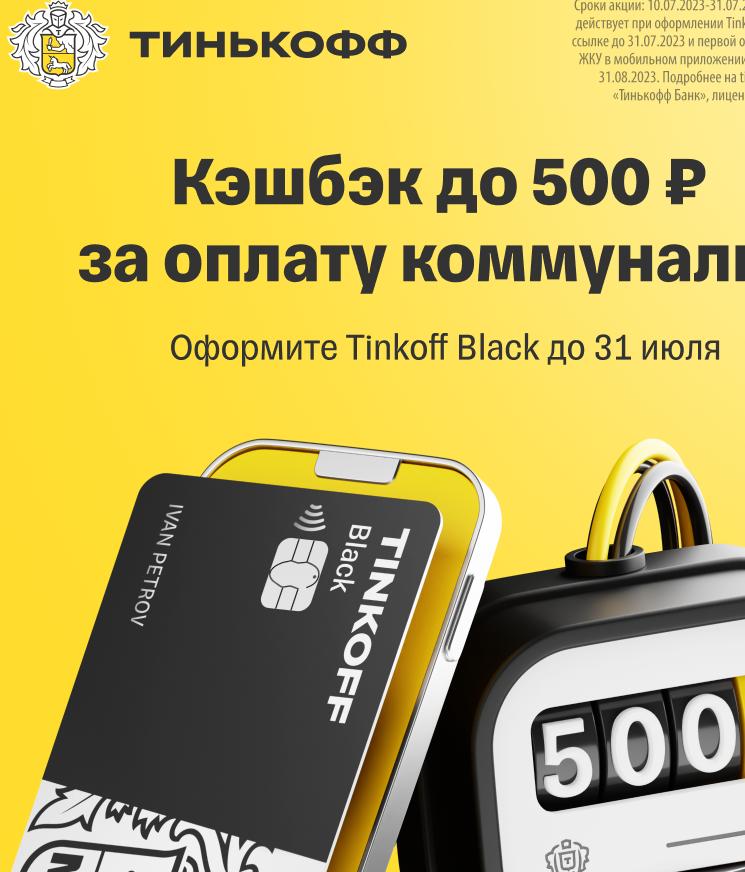 ТИНЬКОФФ
Сроки акции: 10.07.2023-31.07.2
действует при оформлении Tink
ссылке до 31.07.2023 и первой о
ЖКУ в мобильном приложении
31.08.2023. Подробнее на t
«Тинькофф Банк», лицен
Кэшбэк до 500 ₽
за оплату коммунал
Оформите Tinkoff Black до 31 июля
TINKOFF
Black
IVAN PETROV
500